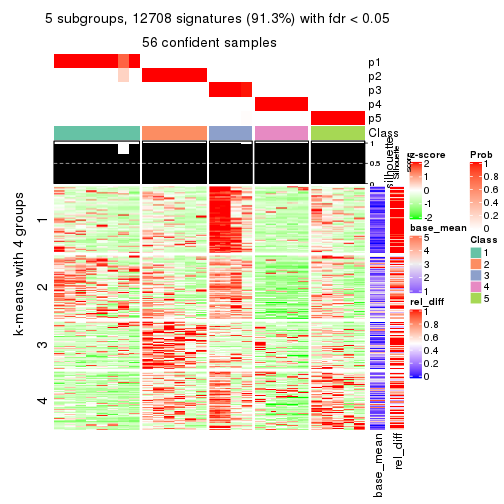 5 subgroups, 12708 signatures (91.3%) with fdr < 0.05
56 confident samples
p1
p2
p3
p4
p5
Class
1
0.5
0
silhouette
Silhouette
score
k-means with 4 groups
1
2
3
4
base_mean
rel_diff
z-score
2
1
0
-1
-2
base_mean
5
4
3
2
1
rel_diff
1
0.8
0.6
0.4
0.2
0
Prob
1
0.8
0.6
0.4
0.2
0
Class
1
2
3
4
5